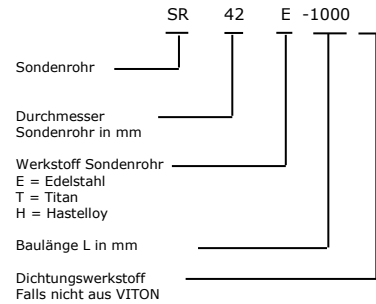 SR 42 E -1000
Sondenrohr
Durchmesser
Sondenrohr in mm
Werkstoff Sondenrohr
E = Edelstahl
T = Titan
H = Hastelloy
Baulänge L in mm
Dichtungswerkstoff
Falls nicht aus VITON